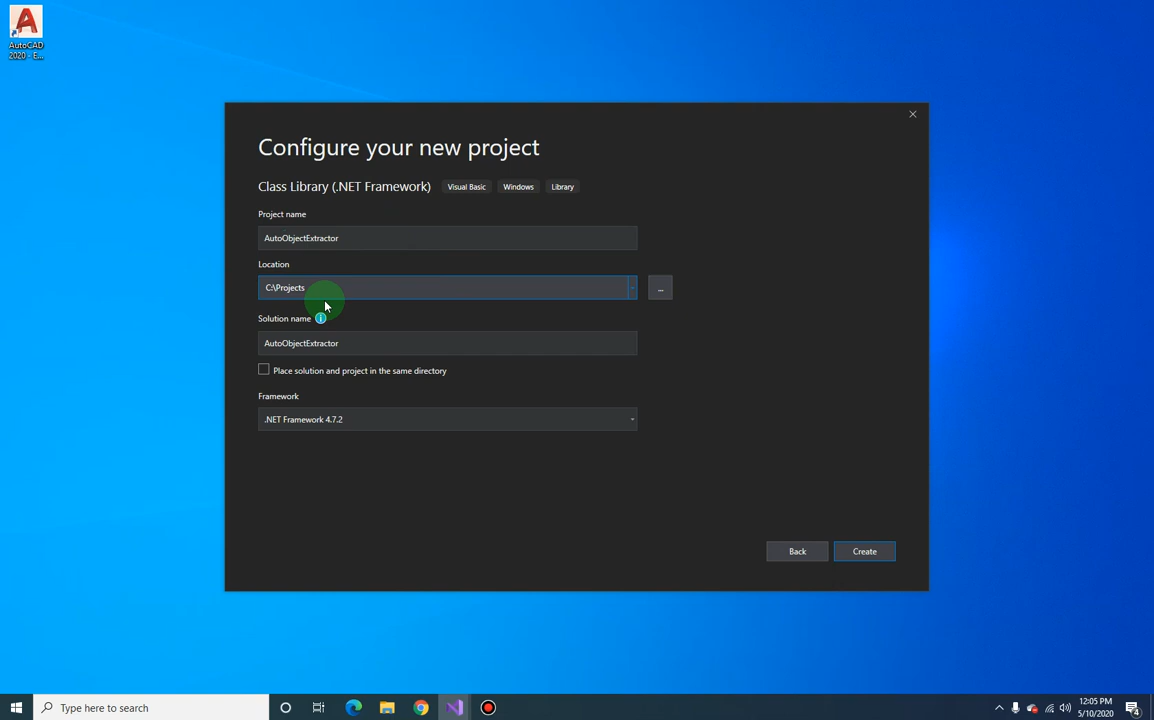 AutoCAD
2020 - E...
Configure your new project
Class Library (.NET Framework) Visual Basic Windows Library
Project name
AutoObjectExtractor
Location
C:\Projects
...
Solution name
AutoObjectExtractor
Place solution and project in the same directory
Framework
.NET Framework 4.7.2
Back Create
Type here to search
12:05 PM
5/10/2020
4